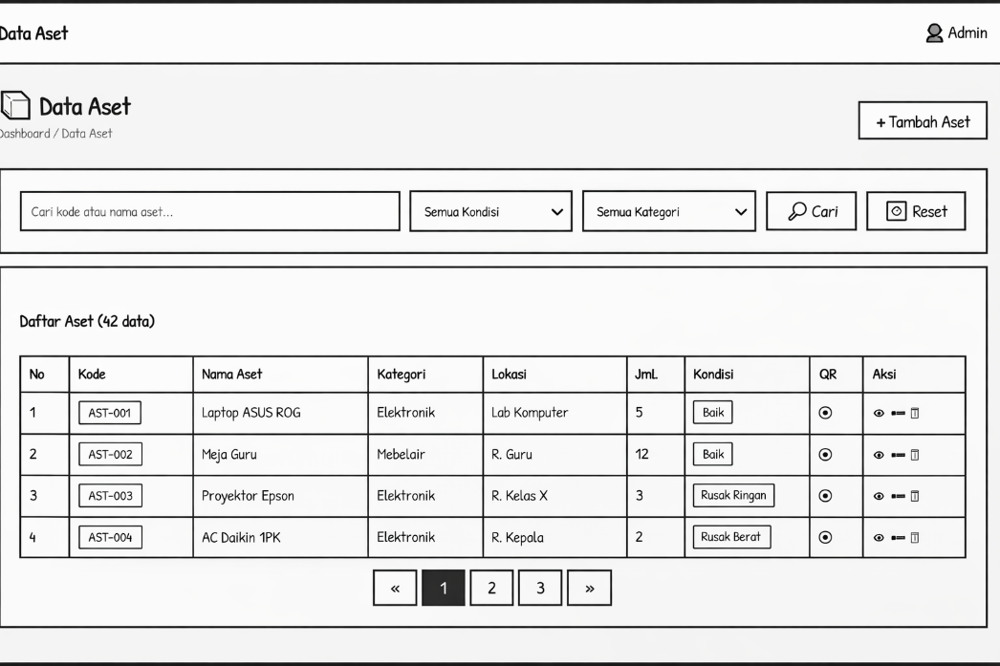 Data Aset
Admin
Data Aset
Dashboard / Data Aset
+ Tambah Aset
Cari kode atau nama aset...
Semua Kondisi
Semua Kategori
Cari
Reset
Daftar Aset (42 data)
No Kode Nama Aset Kategori Lokasi JmL Kondisi QR Aksi
1 AST-001 Laptop ASUS ROG Elektronik Lab Komputer 5 Baik
2 AST-002 Meja Guru Mebelair R. Guru 12 Baik
3 AST-003 Proyektor Epson Elektronik R. Kelas X 3 Rusak Ringan
4 AST-004 AC Daikin 1PK Elektronik R. Kepala 2 Rusak Berat
« 1 2 3 »